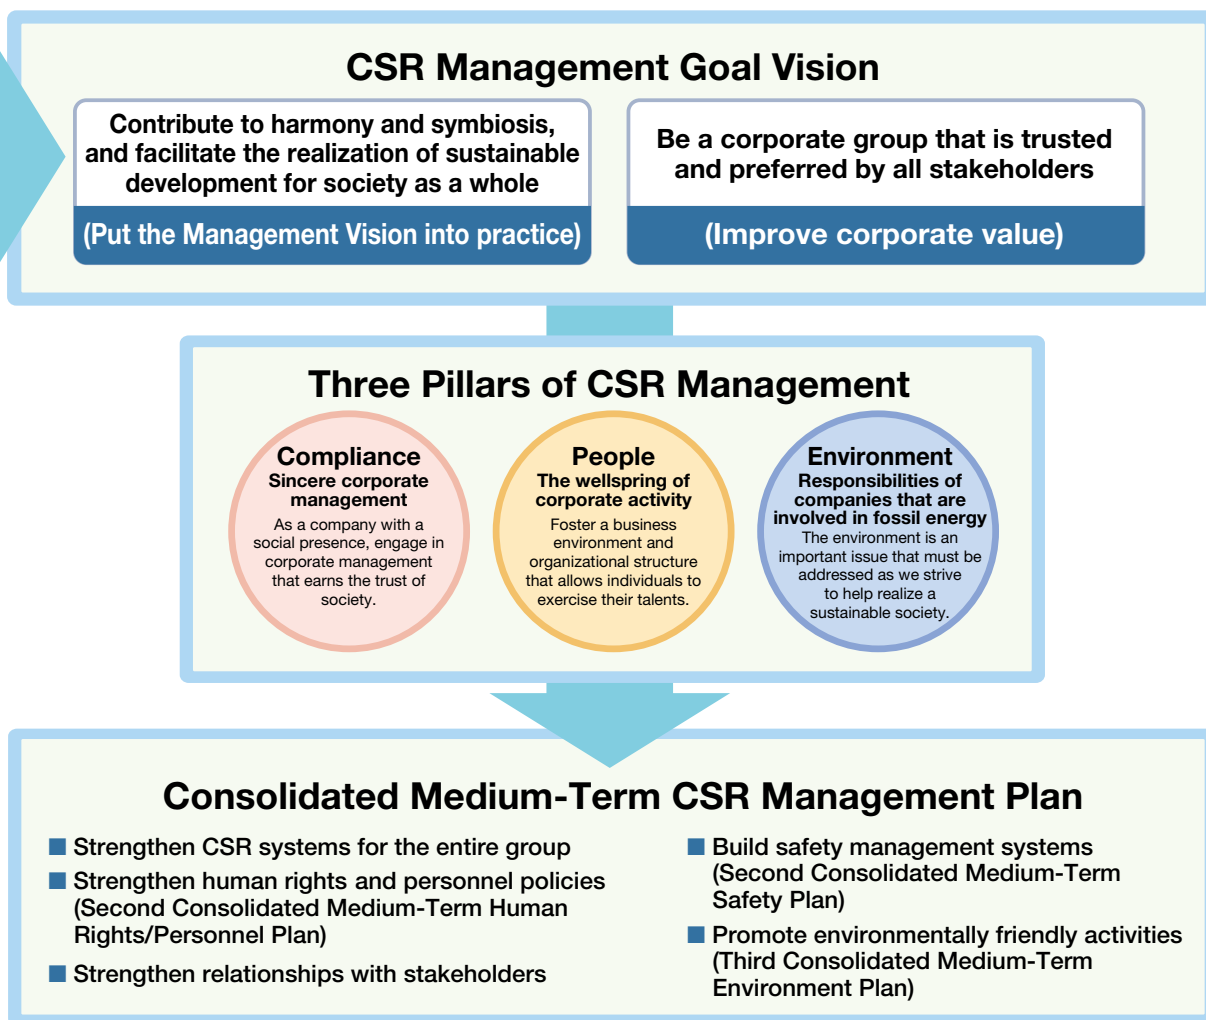 CSR Management Goal Vision
Contribute to harmony and symbiosis,
and facilitate the realization of sustainable
development for society as a whole
(Put the Management Vision into practice)
Be a corporate group that is trusted
and preferred by all stakeholders
(Improve corporate value)
Three Pillars of CSR Management
Compliance
Sincere corporate
management
As a company with a
social presence, engage in
corporate management
that earns the trust of
society.
People
The wellspring of
corporate activity
Foster a business
environment and
organizational structure
that allows individuals to
exercise their talents.
Environment
Responsibilities of
companies that are
involved in fossil energy
The environment is an
important issue that must be
addressed as we strive
to help realize a
sustainable society.
Consolidated Medium-Term CSR Management Plan
■ Strengthen CSR systems for the entire group
■ Strengthen human rights and personnel policies
(Second Consolidated Medium-Term Human
Rights/Personnel Plan)
■ Strengthen relationships with stakeholders
■ Build safety management systems
(Second Consolidated Medium-Term
Safety Plan)
■ Promote environmentally friendly activities
(Third Consolidated Medium-Term
Environment Plan)